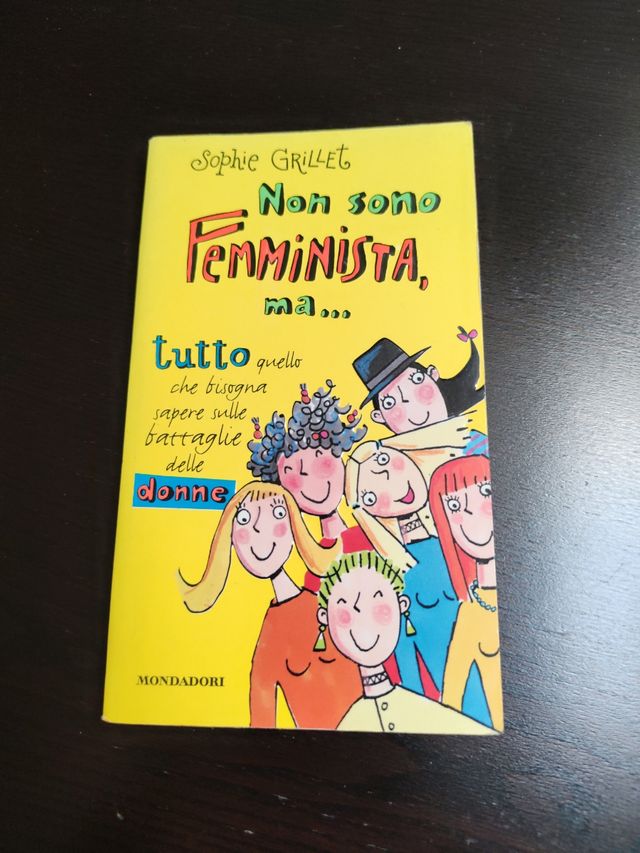 Sophie GRILLET
Non sono
FEMMINISTA,
ma...
tutto quello
che bisogna
sapere sulle
battaglie
delle
donne
MONDADORI